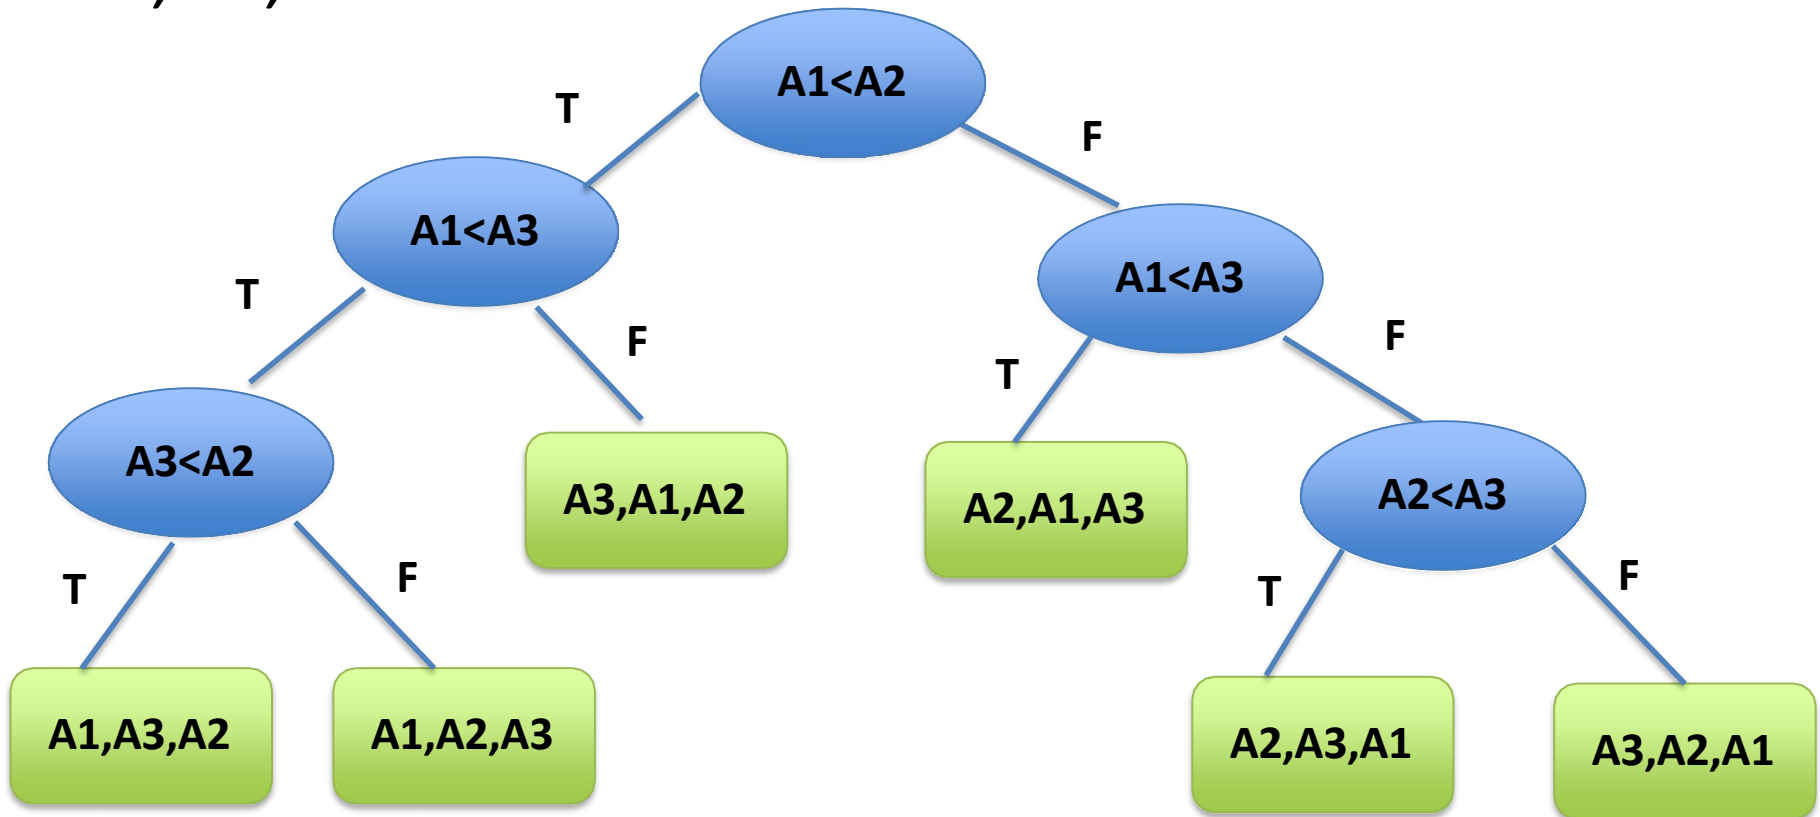 A1<A2
T
F
A1<A3
A1<A3
T
F
T
F
A3<A2
A3,A1,A2
A2,A1,A3
A2<A3
T
F
T
F
A1,A3,A2
A1,A2,A3
A2,A3,A1
A3,A2,A1